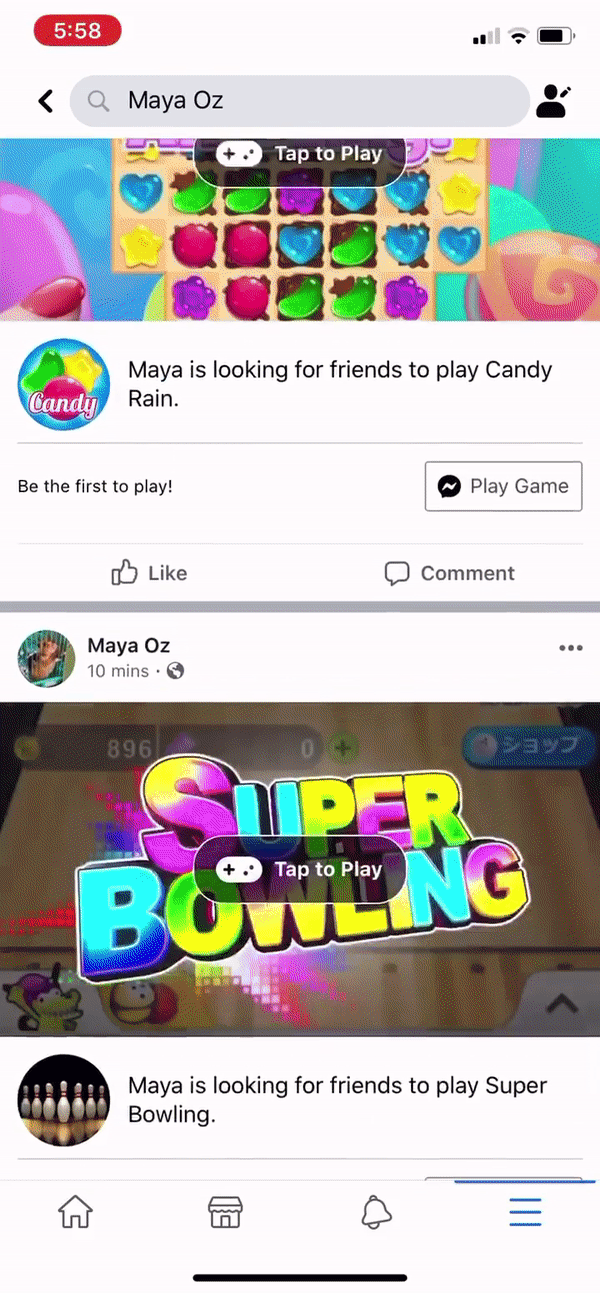 5:58
Maya Oz
Tap to Play
Maya is looking for friends to play Candy
Rain.
Candy
Be the first to play!
Play Game
Like
Comment
Maya Oz
10 mins ·
896
0
ショップ
SUPER
BOWLING
Tap to Play
Maya is looking for friends to play Super
Bowling.